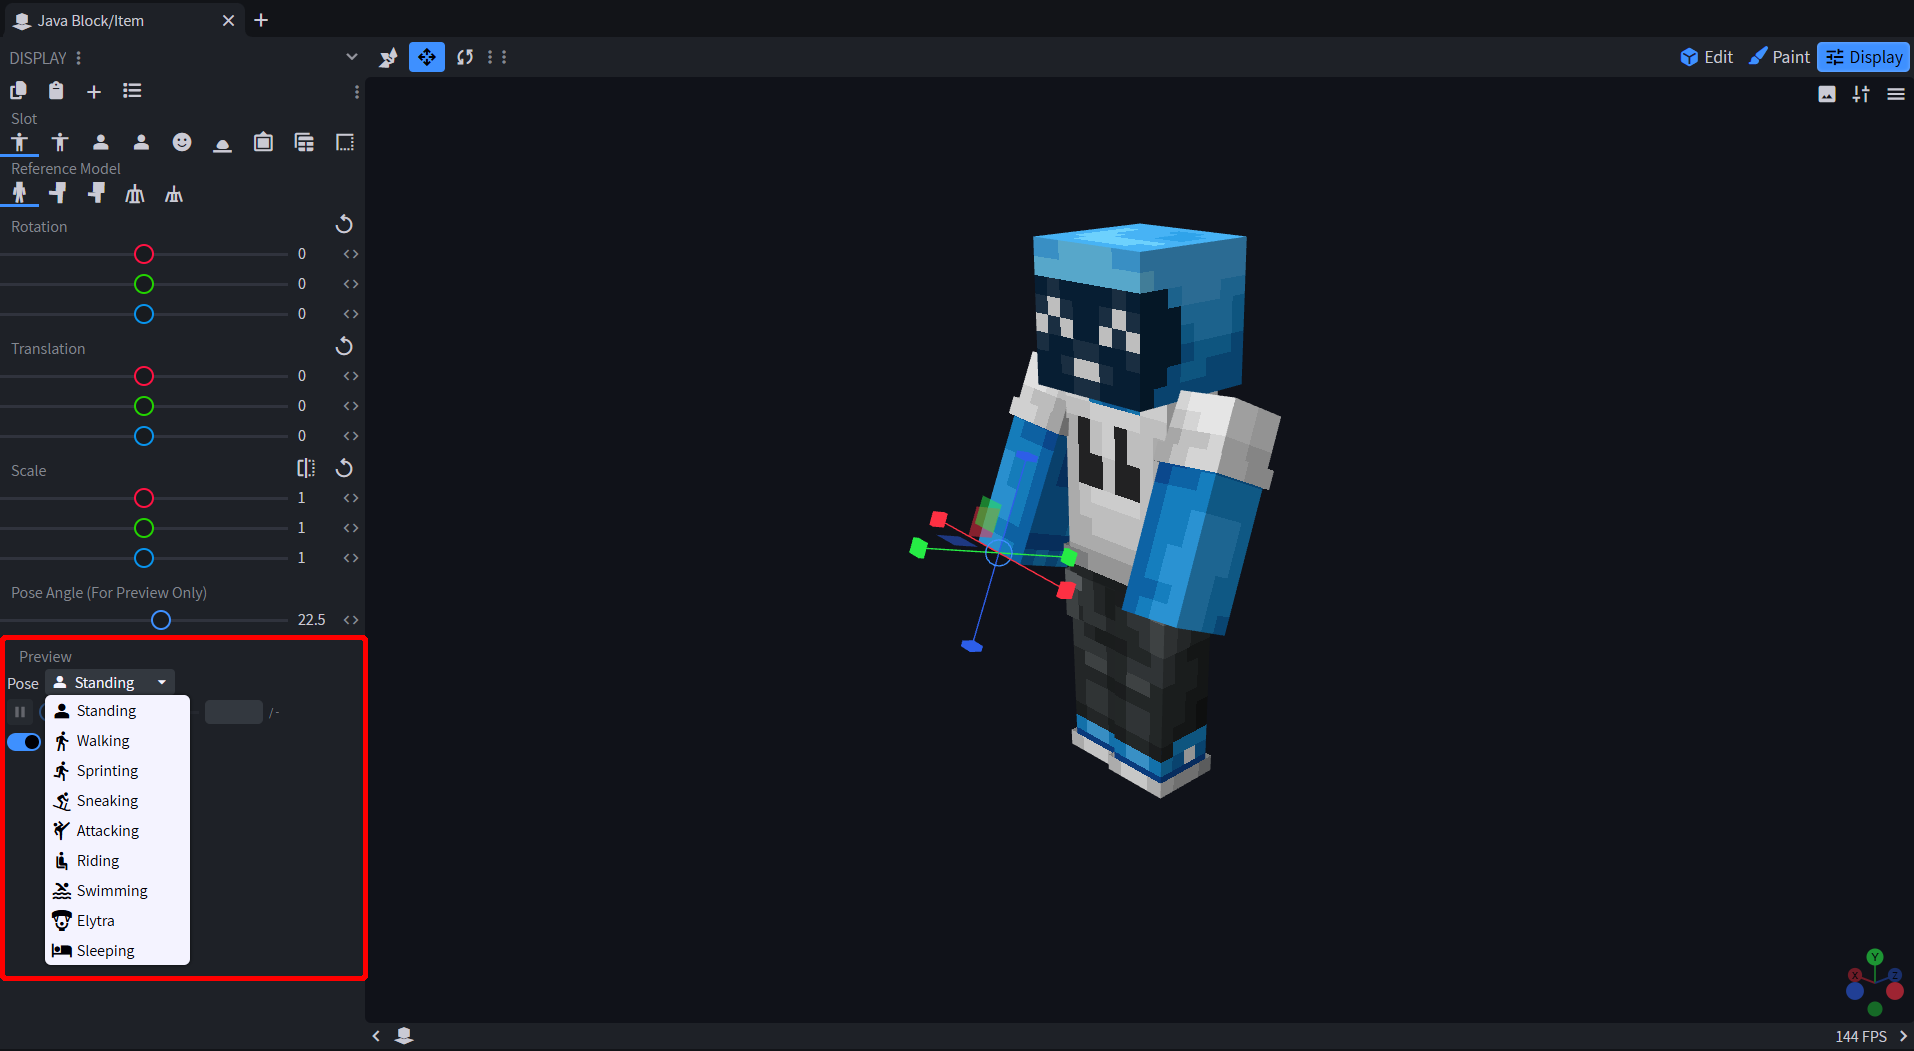 Java Block/Item
DISPLAY
Edit
Paint
Display
Slot
Reference Model
Rotation
0
0
0
Translation
0
0
0
Scale
1
1
1
Pose Angle (For Preview Only)
22.5
Preview
Pose
Standing
/-
Standing
Walking
Sprinting
Sneaking
Attacking
Riding
Swimming
Elytra
Sleeping
Y
X
Z
144 FPS